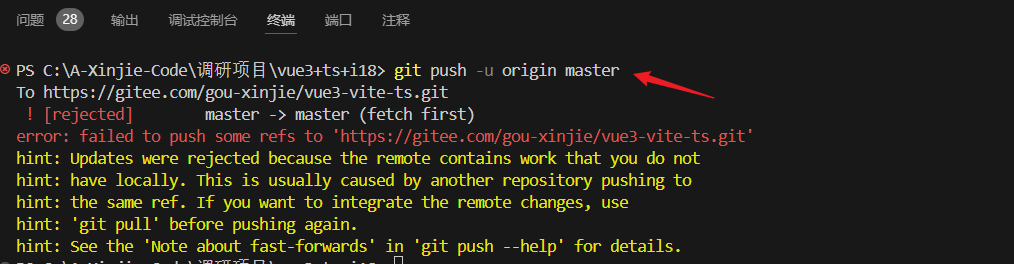 问题 28 输出 调试控制台 终端 端口 注释
PS C:\A-Xinjie-Code\调研项目\vue3+ts+i18> git push -u origin master
To https://gitee.com/gou-xinjie/vue3-vite-ts.git
! [rejected] master -> master (fetch first)
error: failed to push some refs to 'https://gitee.com/gou-xinjie/vue3-vite-ts.git'
hint: Updates were rejected because the remote contains work that you do not
hint: have locally. This is usually caused by another repository pushing to
hint: the same ref. If you want to integrate the remote changes, use
hint: 'git pull' before pushing again.
hint: See the 'Note about fast-forwards' in 'git push --help' for details.